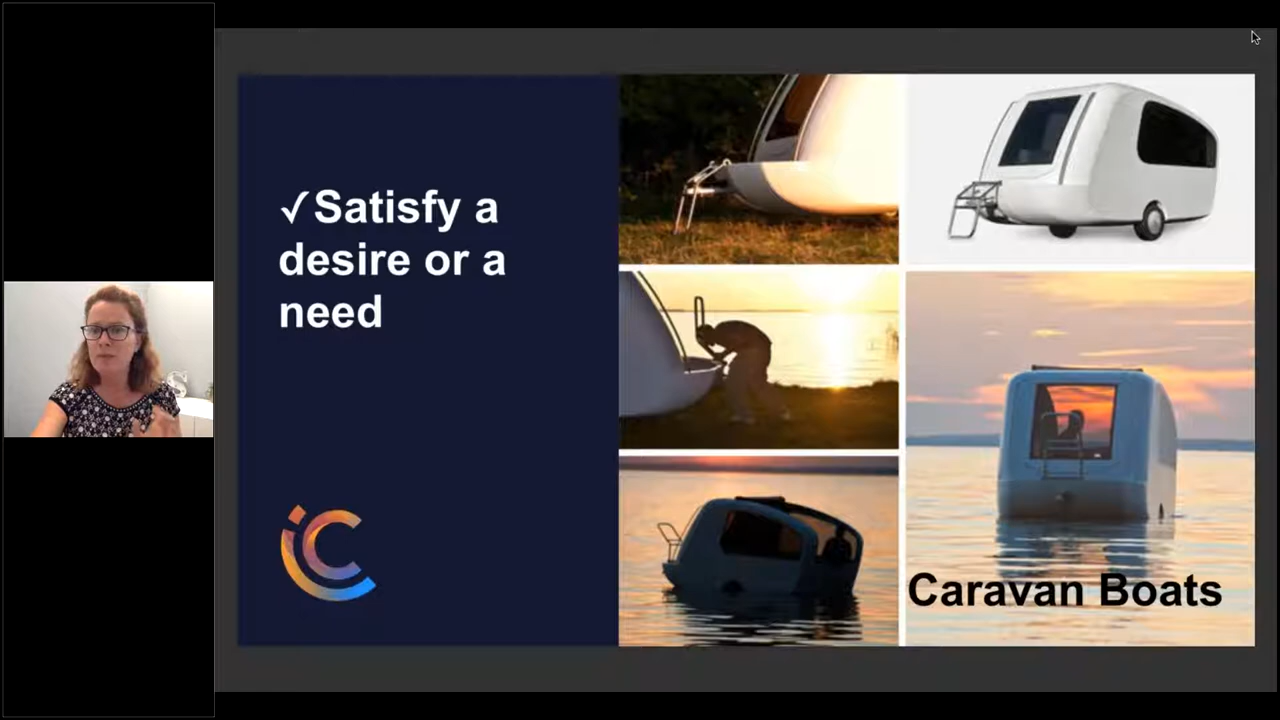 ✓Satisfy a
desire or a
need
Caravan Boats